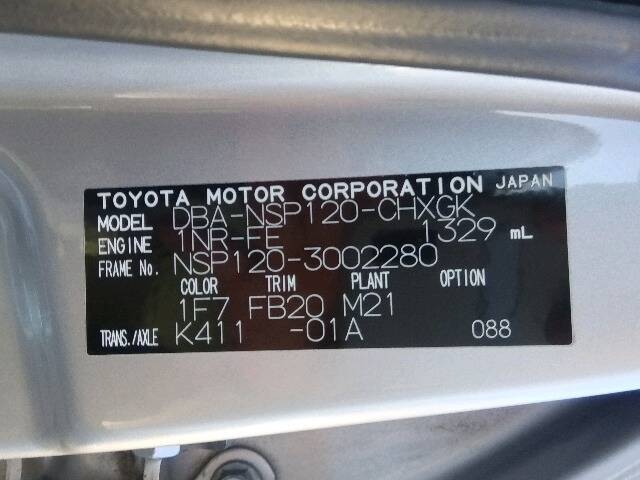 TOYOTA MOTOR CORPORATION JAPAN
MODEL DBA-NSP120-CHXGK
ENGINE 1NR-FE 1329 mL
FRAME No. NSP120-3002280
COLOR TRIM PLANT OPTION
1F7 FB20 M21
TRANS./AXLE K411 -01A 088